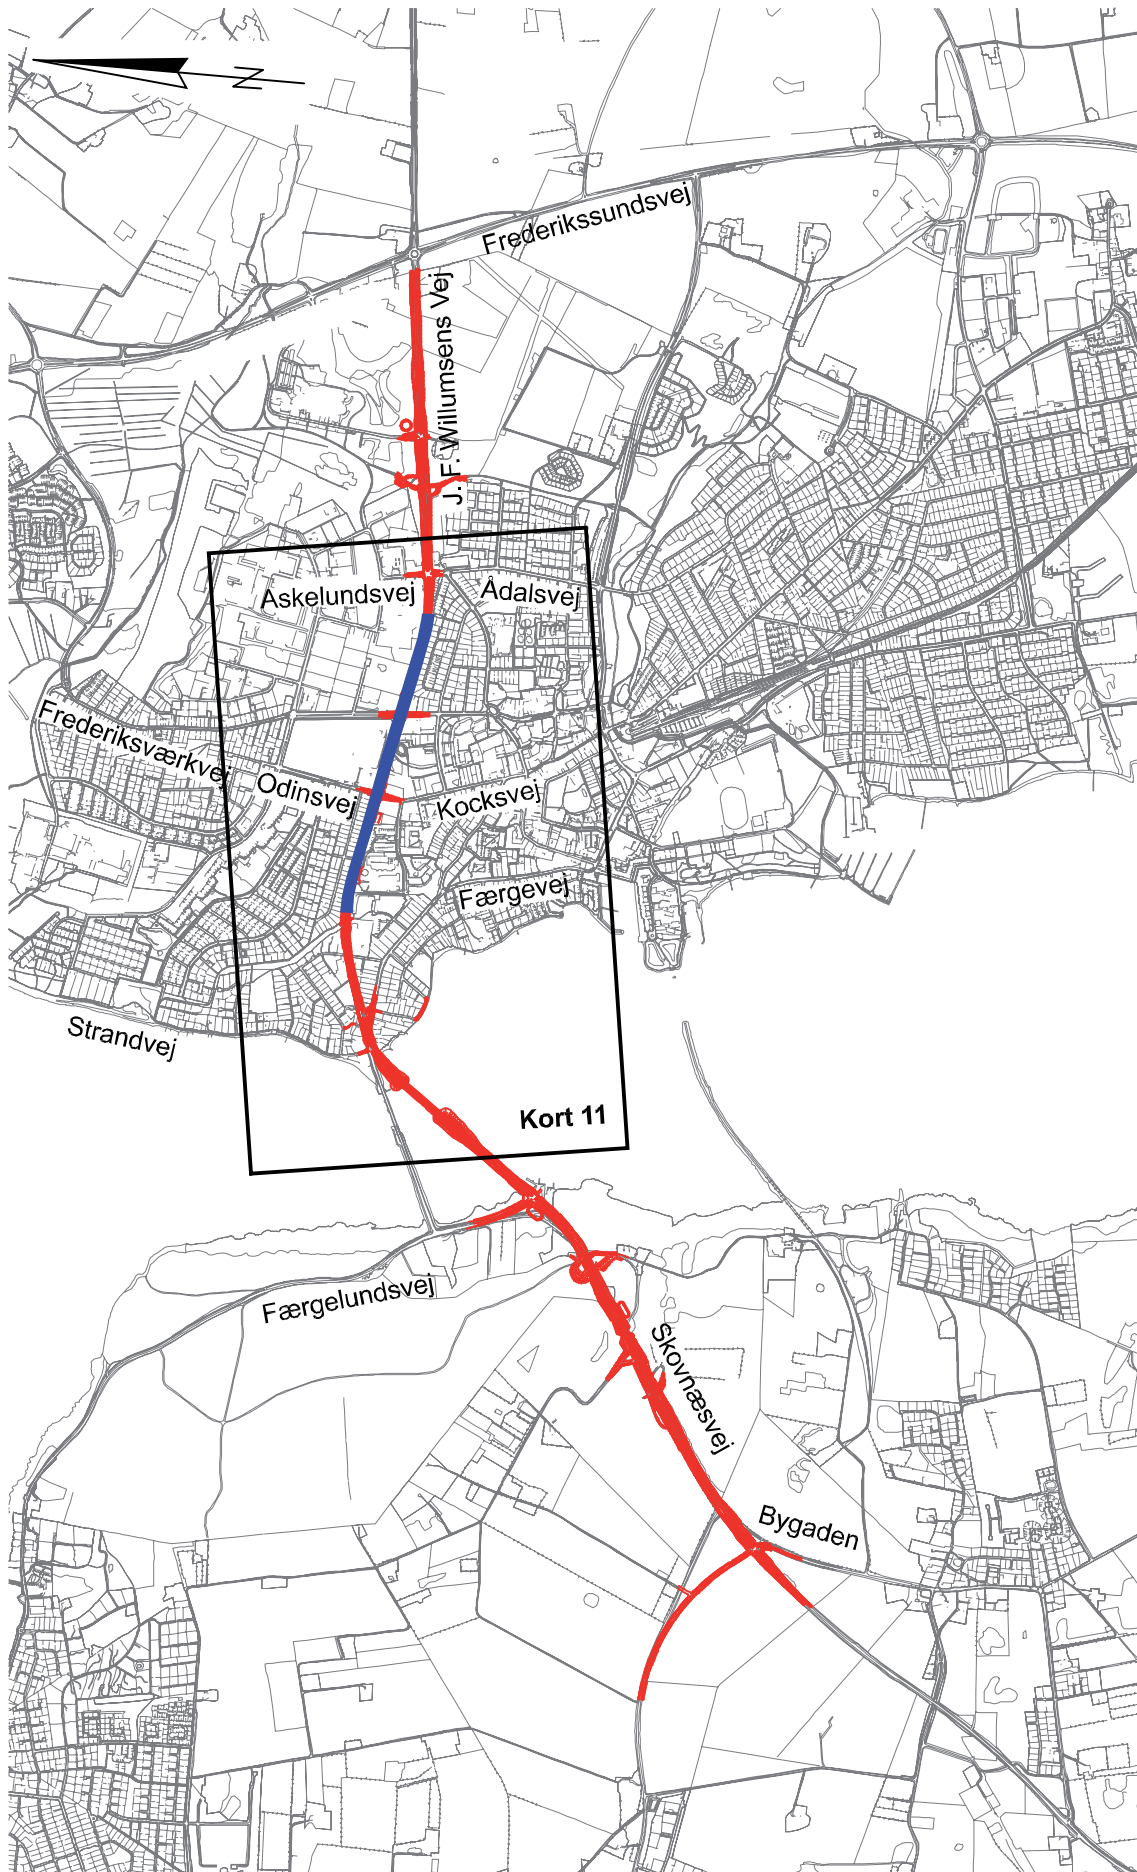 N
Frederikssundsvej
J. F. Willumsens Vej
Askelundsvej
Ådalsvej
Frederiksværkvej
Odinsvej
Kocksvej
Færgevej
Strandvej
Kort 11
Færgelundsvej
Skovnæsvej
Bygaden